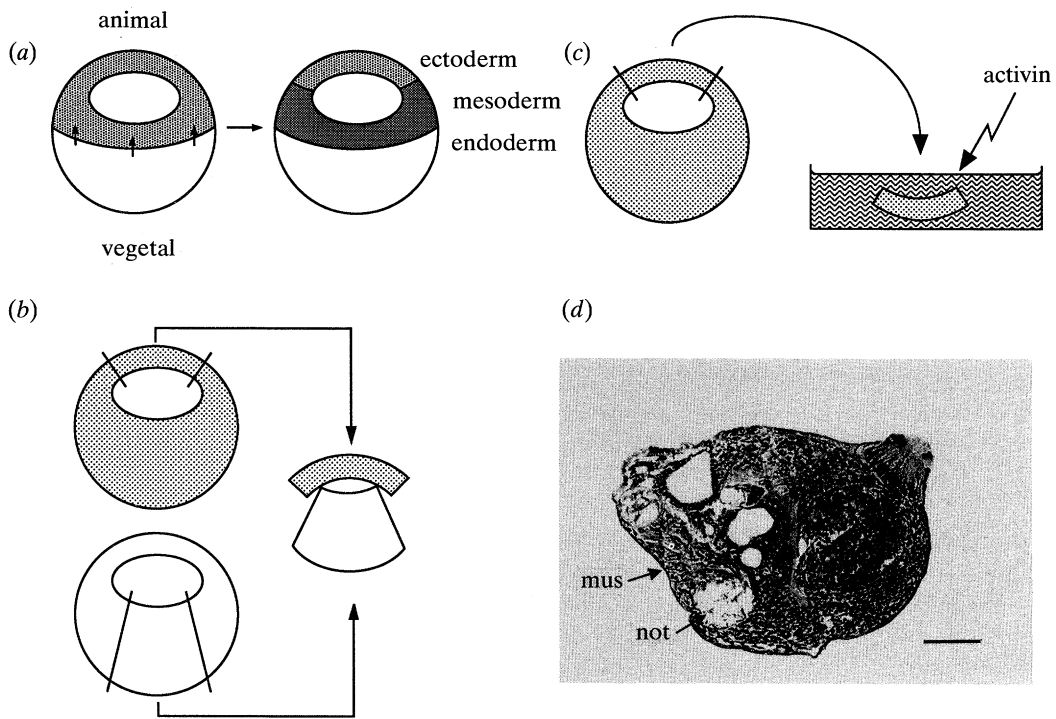 (a)
animal
ectoderm
mesoderm
endoderm
vegetal
(c)
activin
(b)
(d)
mus
not